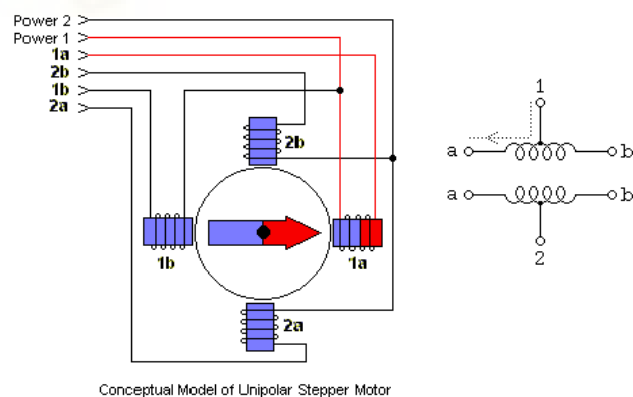 Power 2
Power 1
1a
2b
1b
2a
2b
1b
1a
2a
1
a
b
a
b
2
Conceptual Model of Unipolar Stepper Motor